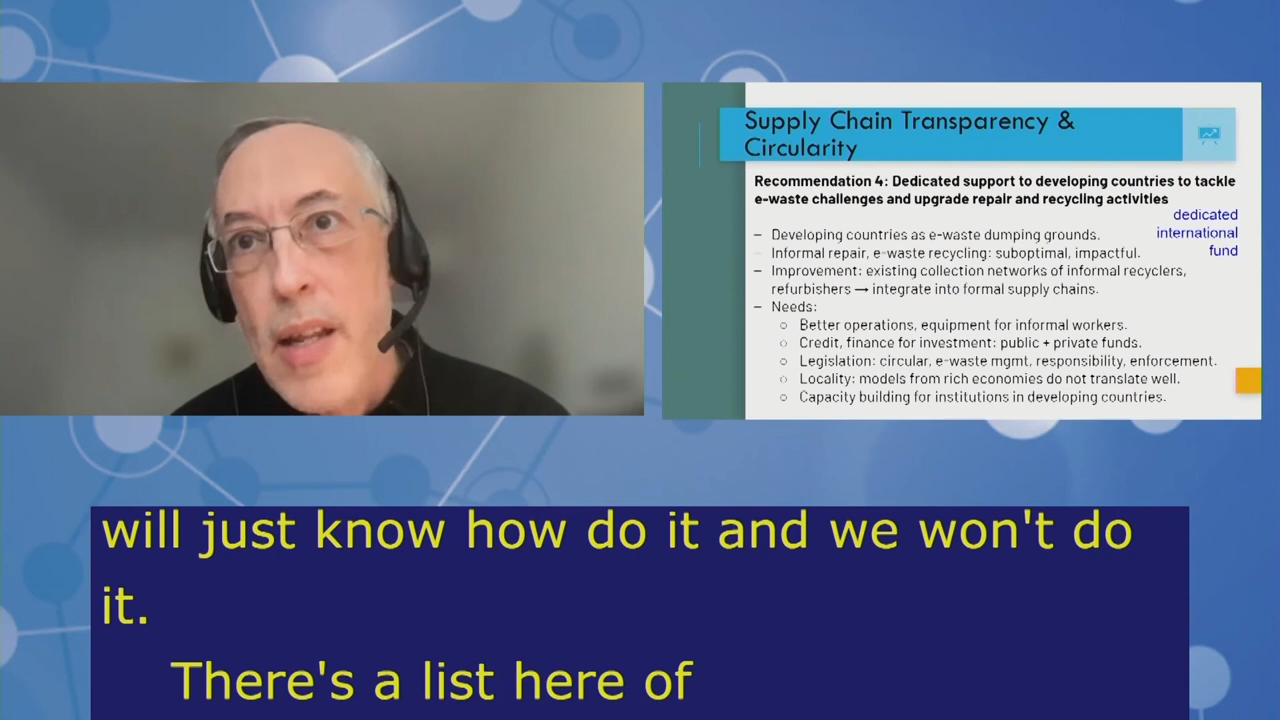 Supply Chain Transparency &
Circularity
Recommendation 4: Dedicated support to developing countries to tackle
e-waste challenges and upgrade repair and recycling activities
dedicated
international
fund
– Developing countries as e-waste dumping grounds.
– Informal repair, e-waste recycling: suboptimal, impactful.
– Improvement: existing collection networks of informal recyclers,
refurbishers → integrate into formal supply chains.
– Needs:
○ Better operations, equipment for informal workers.
○ Credit, finance for investment: public + private funds.
○ Legislation: circular, e-waste mgmt, responsibility, enforcement.
○ Locality: models from rich economies do not translate well.
○ Capacity building for institutions in developing countries.
will just know how do it and we won't do
it.
There's a list here of